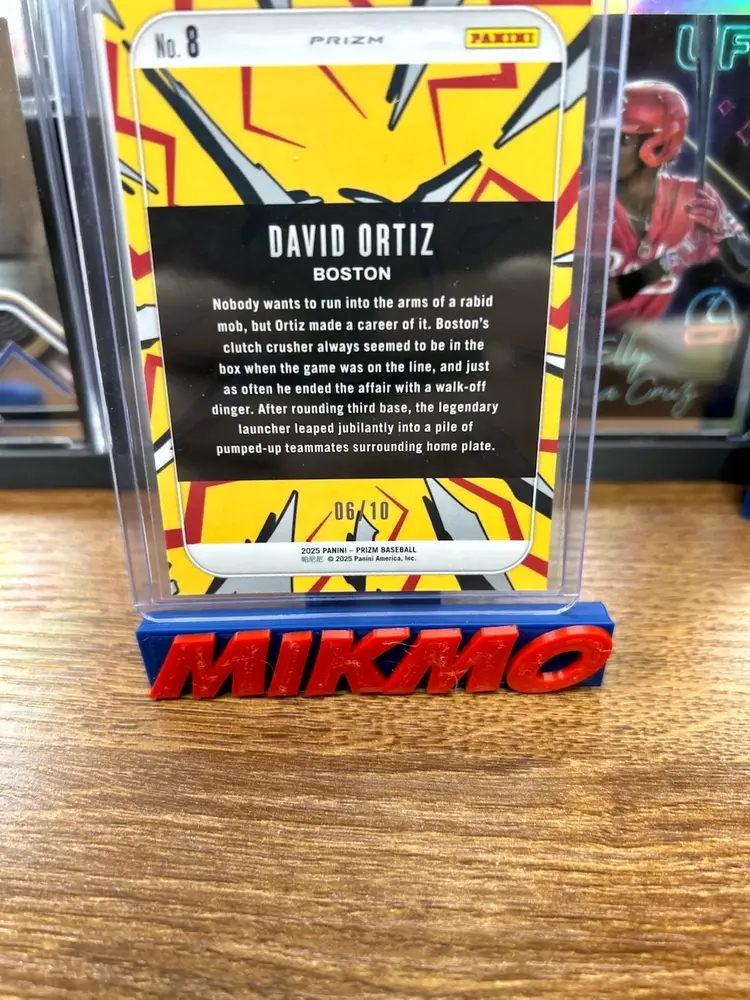 No. 8
PRIZM
PANINI
DAVID ORTIZ
BOSTON
Nobody wants to run into the arms of a rabid
mob, but Ortiz made a career of it. Boston's
clutch crusher always seemed to be in the
box when the game was on the line, and just
as often he ended the affair with a walk-off
dinger. After rounding third base, the legendary
launcher leaped jubilantly into a pile of
pumped-up teammates surrounding home plate.
06/10
2025 PANINI – PRIZM BASEBALL
帕尼尼 © 2025 Panini America, Inc.
MIKMO
Elly
Cruz